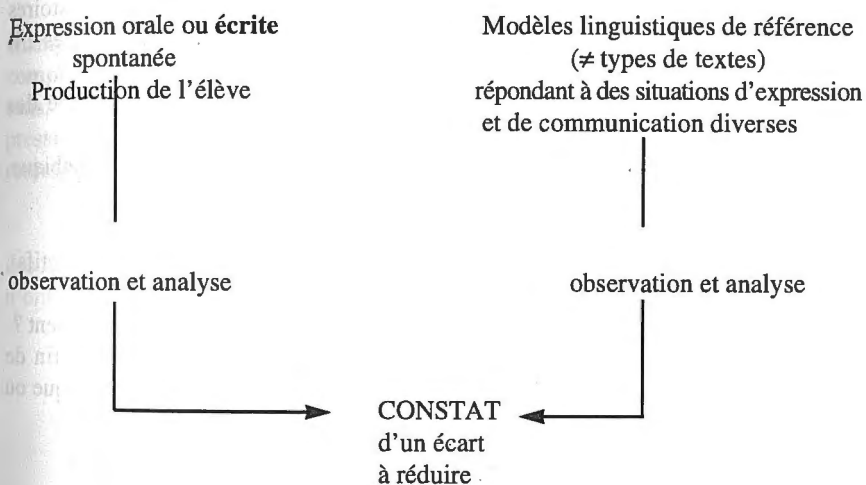 Expression orale ou écrite
spontanée
Production de l'élève
Modèles linguistiques de référence
(≠ types de textes)
répondant à des situations d'expression
et de communication diverses
observation et analyse
observation et analyse
CONSTAT
d'un écart
à réduire